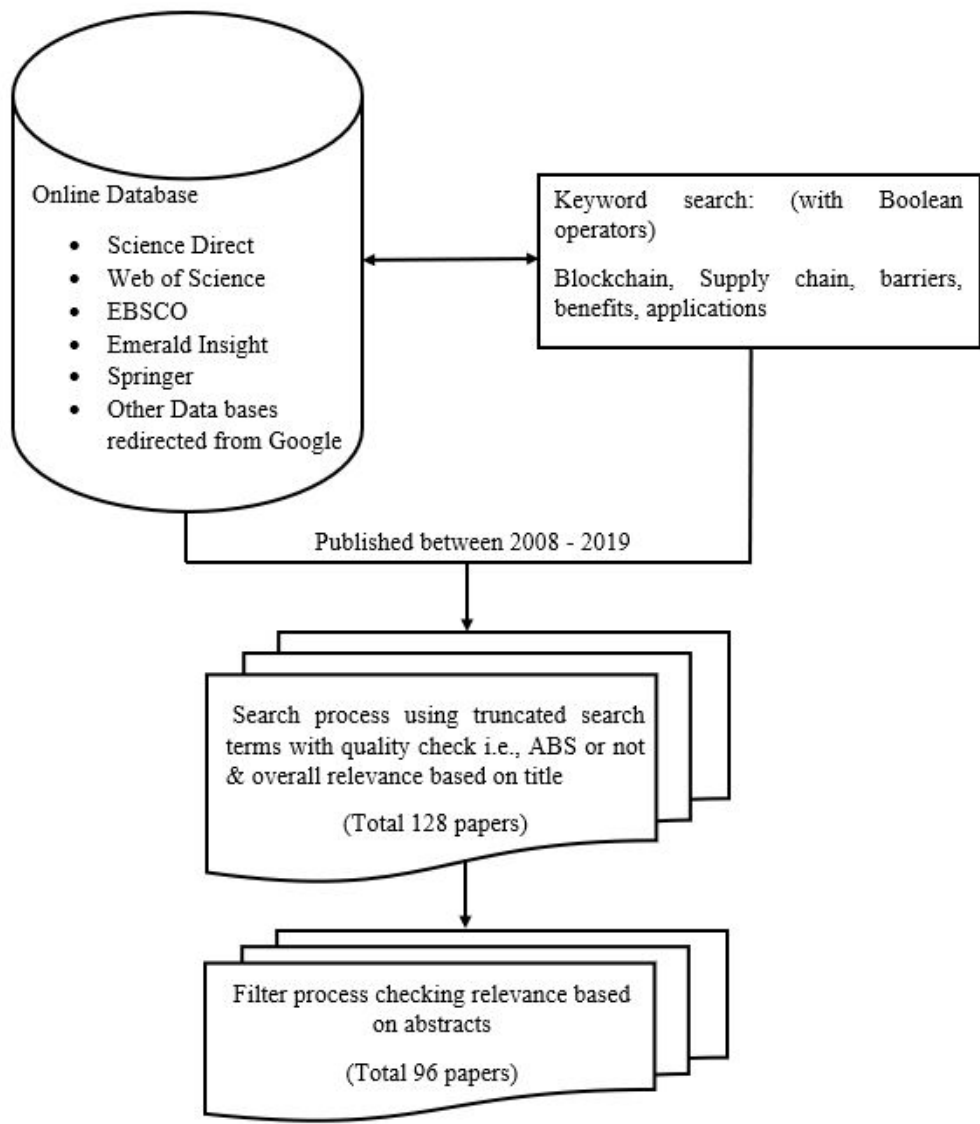 Online Database
• Science Direct
• Web of Science
• EBSCO
• Emerald Insight
• Springer
• Other Data bases
redirected from Google
Keyword search: (with Boolean
operators)
Blockchain, Supply chain, barriers,
benefits, applications
Published between 2008 - 2019
Search process using truncated search
terms with quality check i.e., ABS or not
& overall relevance based on title
(Total 128 papers)
Filter process checking relevance based
on abstracts
(Total 96 papers)